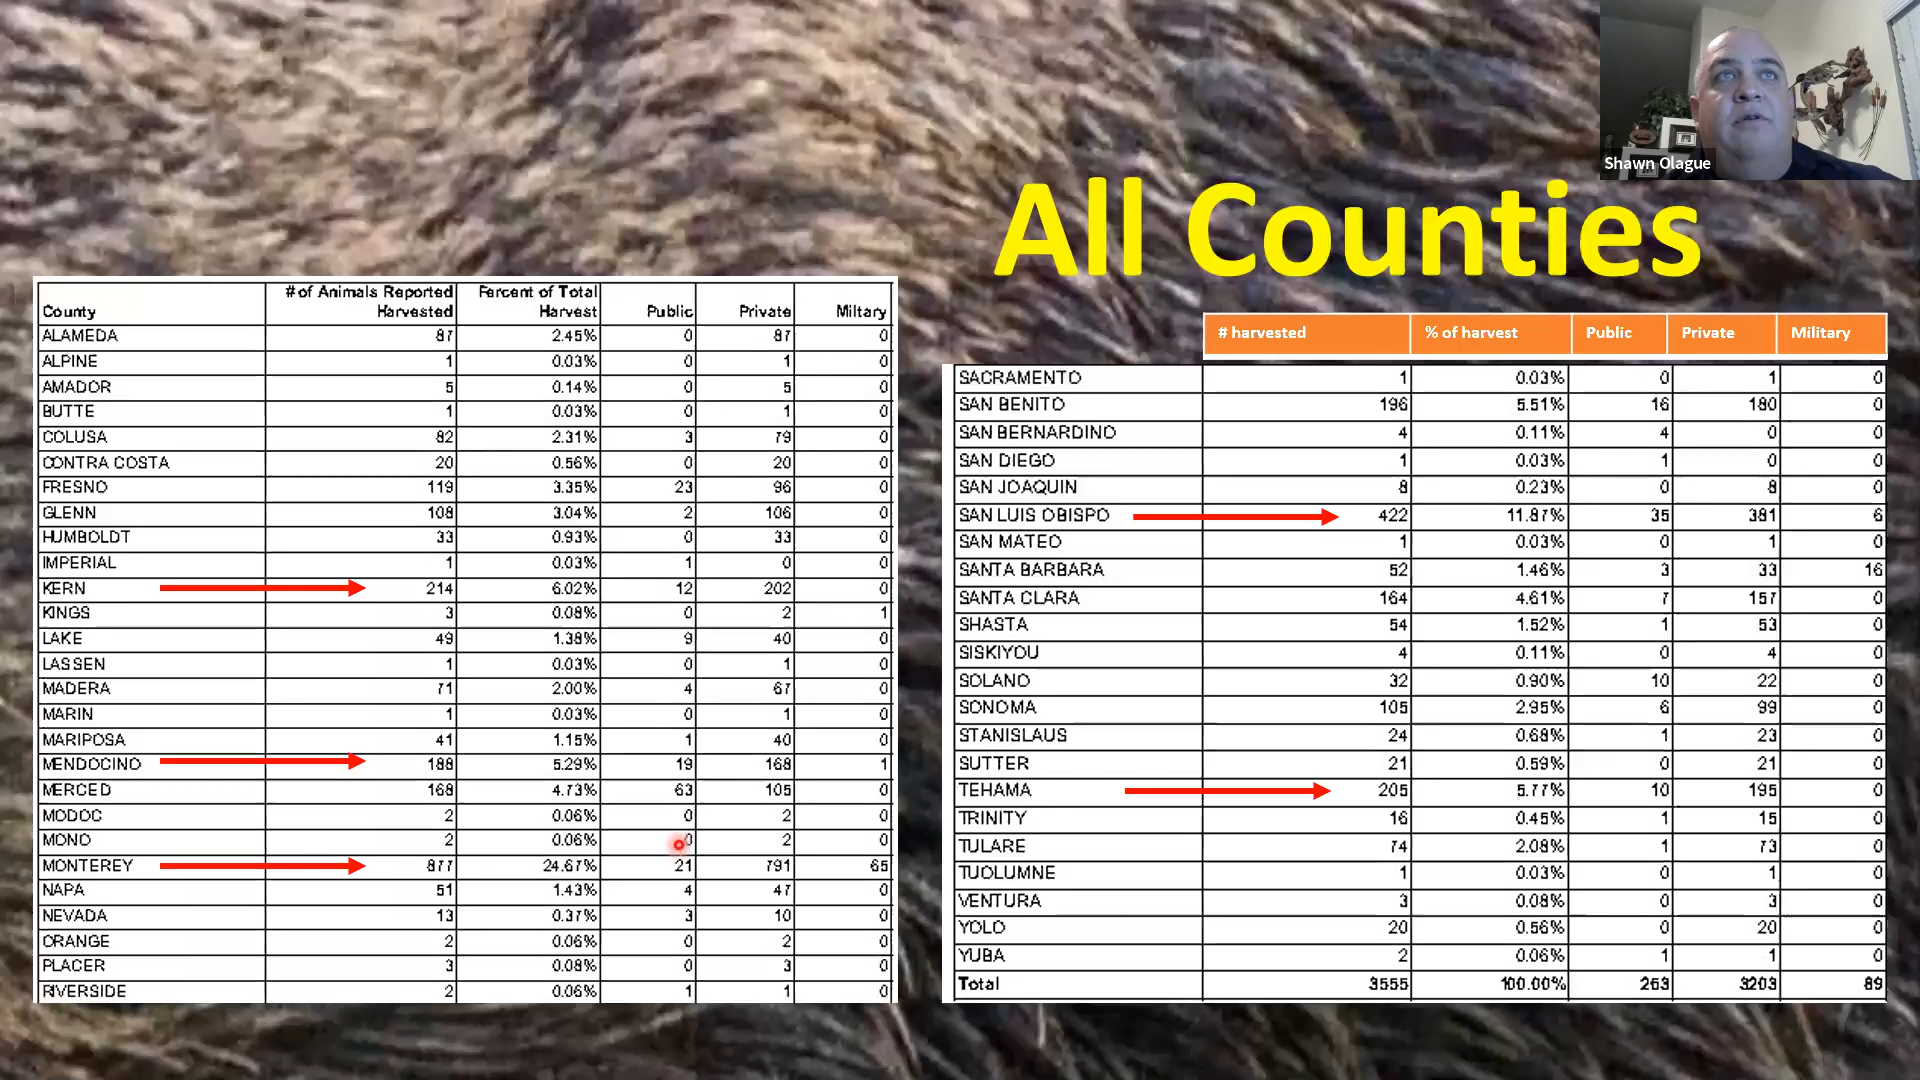 Shawn Olague
All Counties
County # of Animals Reported Harvested Percent of Total Harvest Public Private Miltary
ALAMEDA 87 2.45% 0 87 0
ALPINE 1 0.03% 0 1 0
AMADOR 5 0.14% 0 5 0
BUTTE 1 0.03% 0 1 0
COLUSA 82 2.31% 3 79 0
CONTRA COSTA 20 0.56% 0 20 0
FRESNO 119 3.35% 23 96 0
GLENN 108 3.04% 2 106 0
HUMBOLDT 33 0.93% 0 33 0
IMPERIAL 1 0.03% 1 0 0
KERN 214 6.02% 12 202 0
KINGS 3 0.08% 0 2 1
LAKE 49 1.38% 9 40 0
LASSEN 1 0.03% 0 1 0
MADERA 71 2.00% 4 67 0
MARIN 1 0.03% 0 1 0
MARIPOSA 41 1.15% 1 40 0
MENDOCINO 188 5.29% 19 168 1
MERCED 168 4.73% 63 105 0
MODOC 2 0.06% 0 2 0
MONO 2 0.06% 0 2 0
MONTEREY 877 24.67% 21 791 65
NAPA 51 1.43% 4 47 0
NEVADA 13 0.37% 3 10 0
ORANGE 2 0.06% 0 2 0
PLACER 3 0.08% 0 3 0
RIVERSIDE 2 0.06% 1 1 0
# harvested % of harvest Public Private Military
SACRAMENTO 1 0.03% 0 1 0
SAN BENITO 196 5.51% 16 180 0
SAN BERNARDINO 4 0.11% 4 0 0
SAN DIEGO 1 0.03% 1 0 0
SAN JOAQUIN 8 0.23% 0 8 0
SAN LUIS OBISPO 422 11.87% 35 381 6
SAN MATEO 1 0.03% 0 1 0
SANTA BARBARA 52 1.46% 3 33 16
SANTA CLARA 164 4.61% 7 157 0
SHASTA 54 1.52% 1 53 0
SISKIYOU 4 0.11% 0 4 0
SOLANO 32 0.90% 10 22 0
SONOMA 105 2.95% 6 99 0
STANISLAUS 24 0.68% 1 23 0
SUTTER 21 0.59% 0 21 0
TEHAMA 205 5.77% 10 195 0
TRINITY 16 0.45% 1 15 0
TULARE 74 2.08% 1 73 0
TUOLUMNE 1 0.03% 0 1 0
VENTURA 3 0.08% 0 3 0
YOLO 20 0.56% 0 20 0
YUBA 2 0.06% 1 1 0
Total 3555 100.00% 263 3203 89